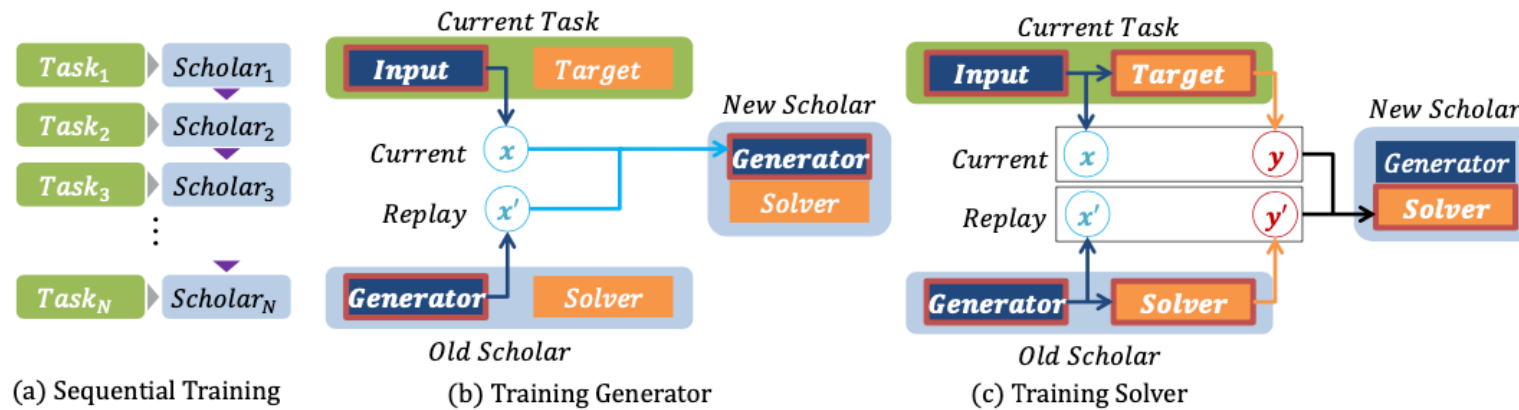 Task₁
Scholar₁
Task₂
Scholar₂
Task₃
Scholar₃
⋮
Task_N
Scholar_N
(a) Sequential Training
Current Task
Input
Target
New Scholar
Current
x
Generator
Solver
Replay
x′
Generator
Solver
Old Scholar
(b) Training Generator
Current Task
Input
Target
New Scholar
Current
x
y
Generator
Solver
Replay
x′
y′
Generator
Solver
Old Scholar
(c) Training Solver